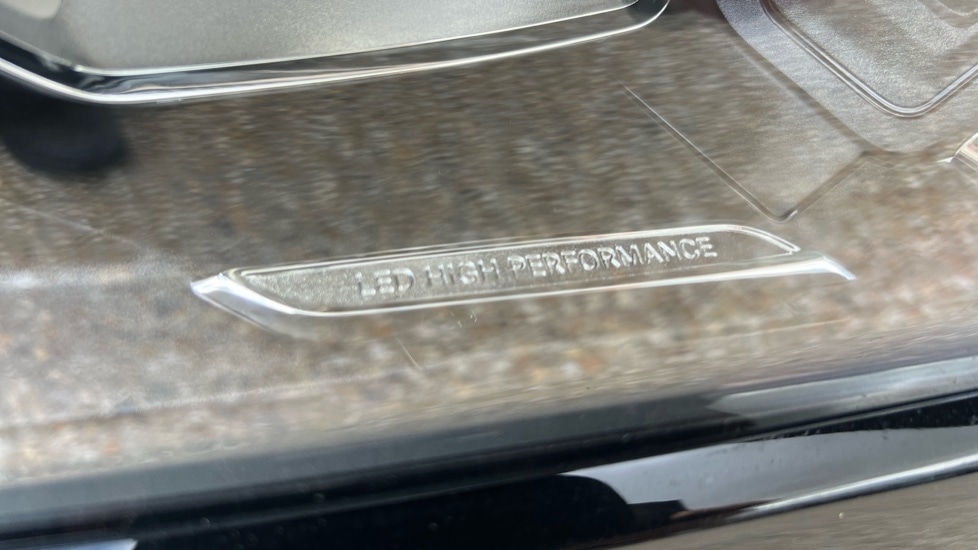 LED HIGH PERFORMANCE